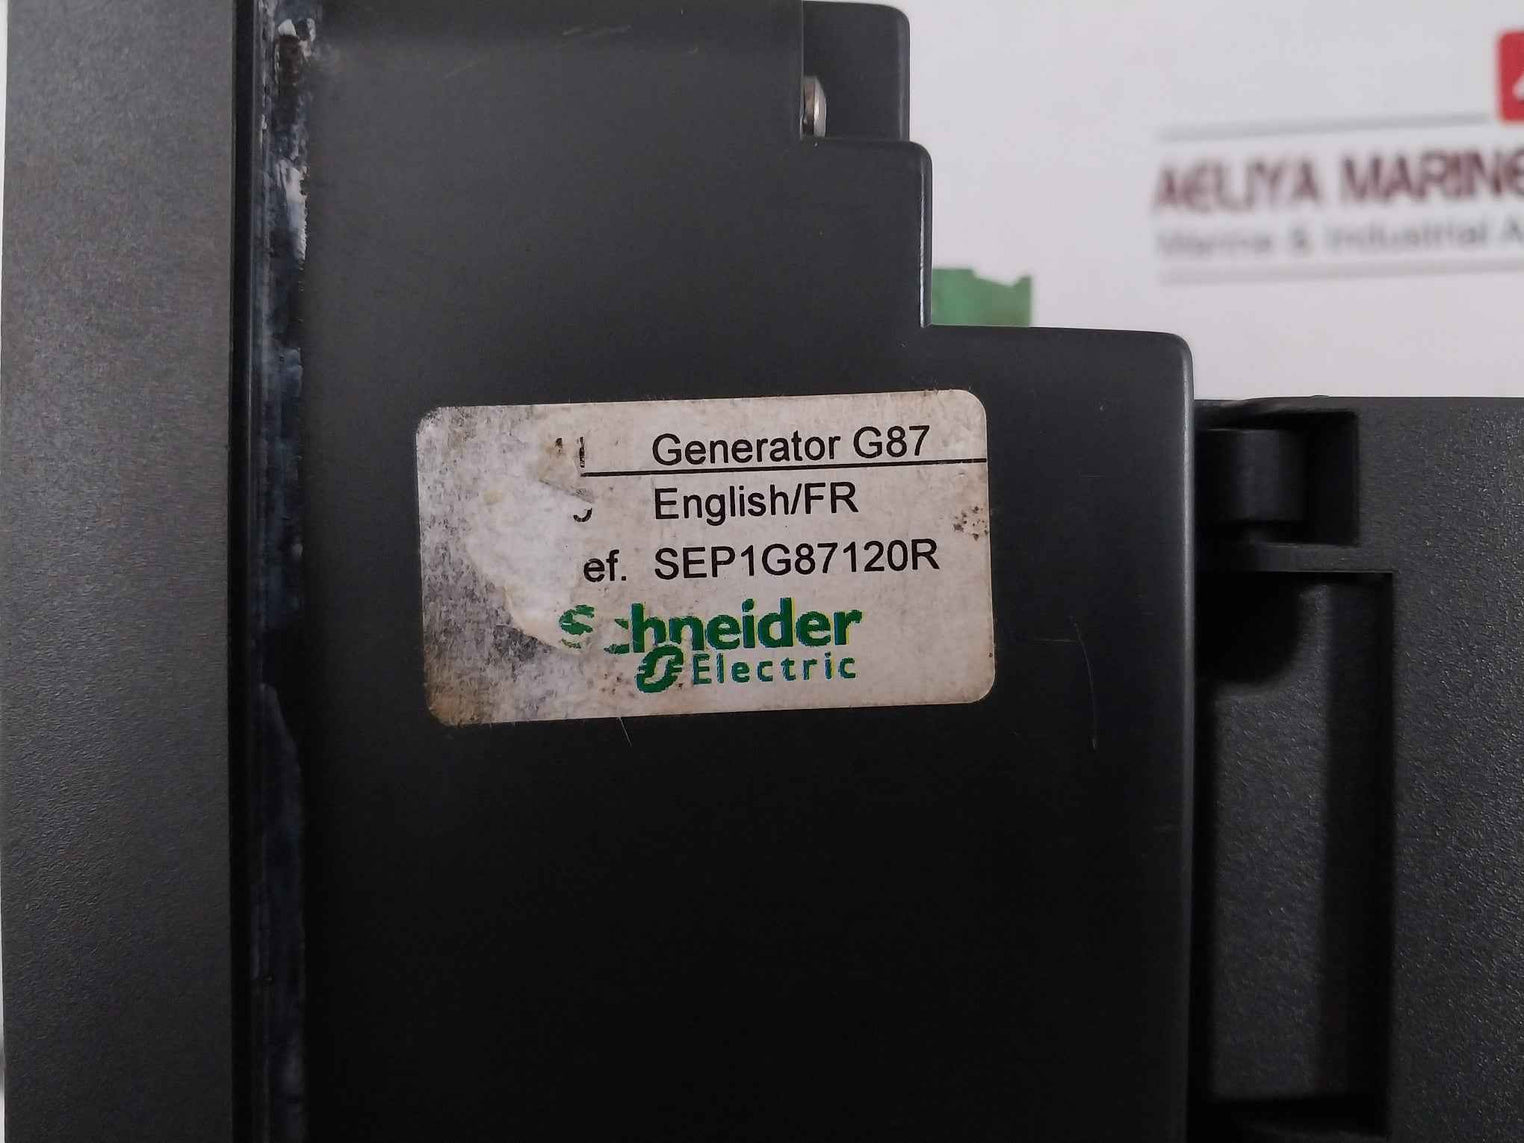 Generator G87
English/FR
ef. SEP1G87120R
Schneider
Electric
AELIYA MARINE
Marine & Industrial A